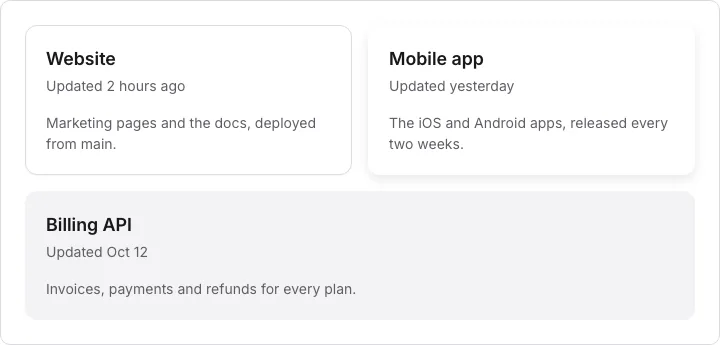 Website
Updated 2 hours ago
Marketing pages and the docs, deployed
from main.
Mobile app
Updated yesterday
The iOS and Android apps, released every
two weeks.
Billing API
Updated Oct 12
Invoices, payments and refunds for every plan.